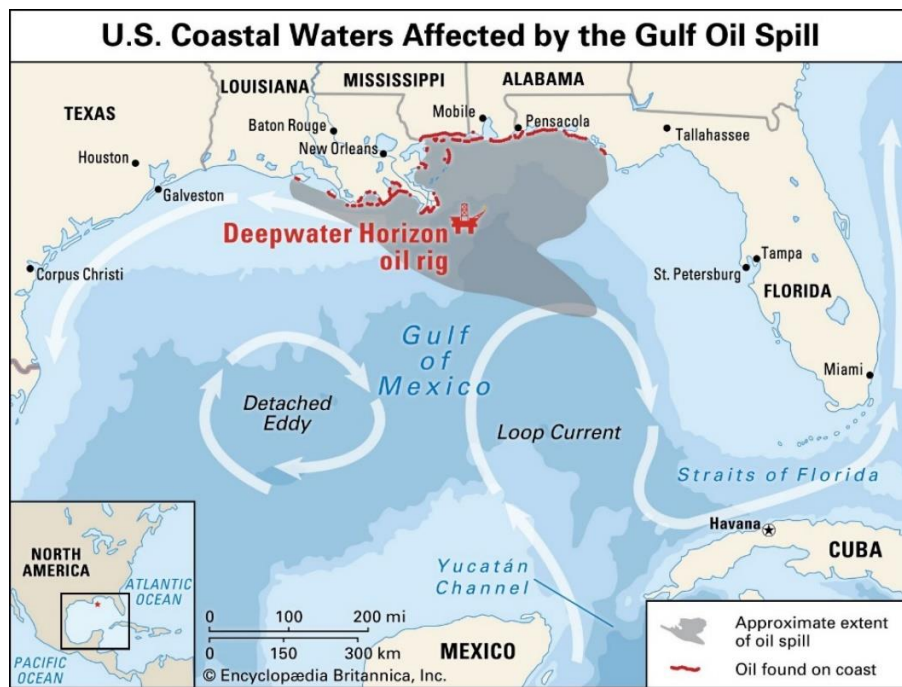 U.S. Coastal Waters Affected by the Gulf Oil Spill
TEXAS
LOUISIANA
MISSISSIPPI
ALABAMA
Mobile
Pensacola
Tallahassee
Baton Rouge
New Orleans
Houston
Galveston
Corpus Christi
Deepwater Horizon
oil rig
Tampa
St. Petersburg
FLORIDA
Miami
Gulf
of
Mexico
Detached
Eddy
Loop Current
Straits of Florida
Havana
CUBA
Yucatán
Channel
MEXICO
NORTH
AMERICA
ATLANTIC
OCEAN
PACIFIC
OCEAN
0 100 200 mi
0 150 300 km
© Encyclopædia Britannica, Inc.
Approximate extent
of oil spill
Oil found on coast